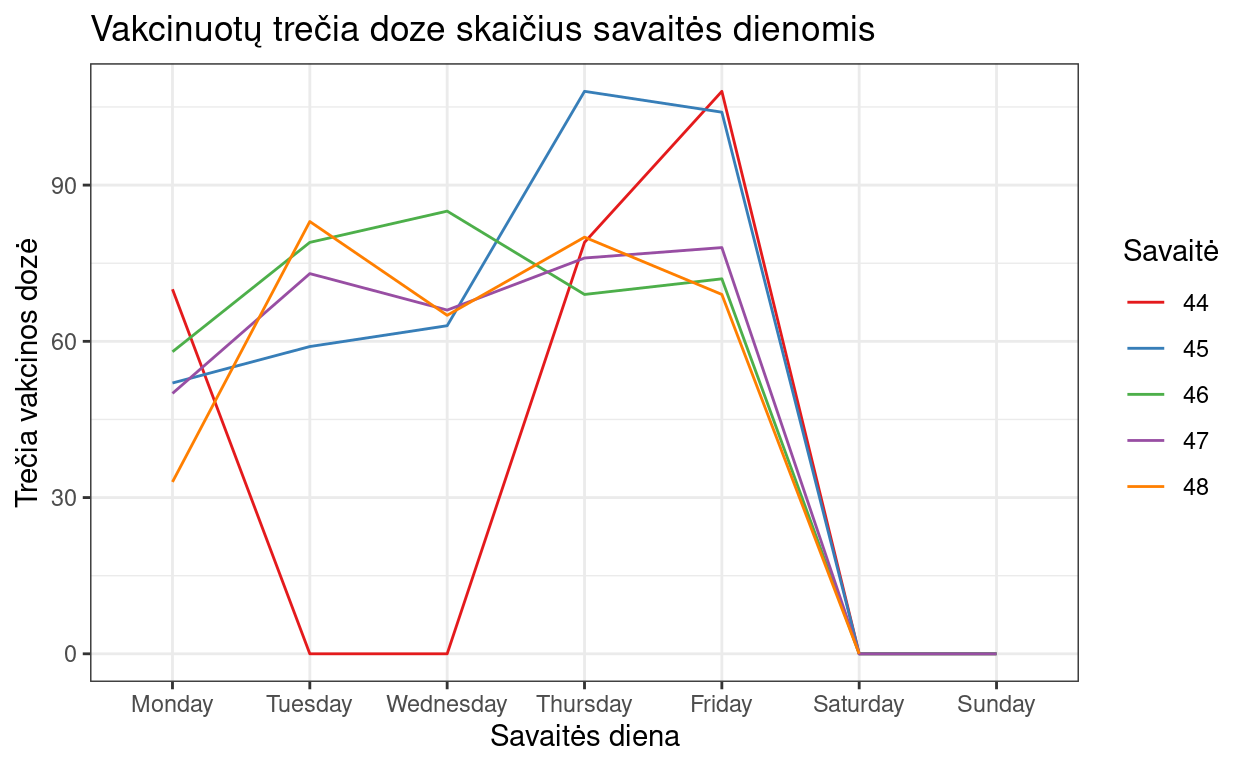 Vakcinuotų trečia doze skaičius savaitės dienomis
Trečia vakcinos dozė
90
60
30
0
Monday Tuesday Wednesday Thursday Friday Saturday Sunday
Savaitės diena
Savaitė
44
45
46
47
48